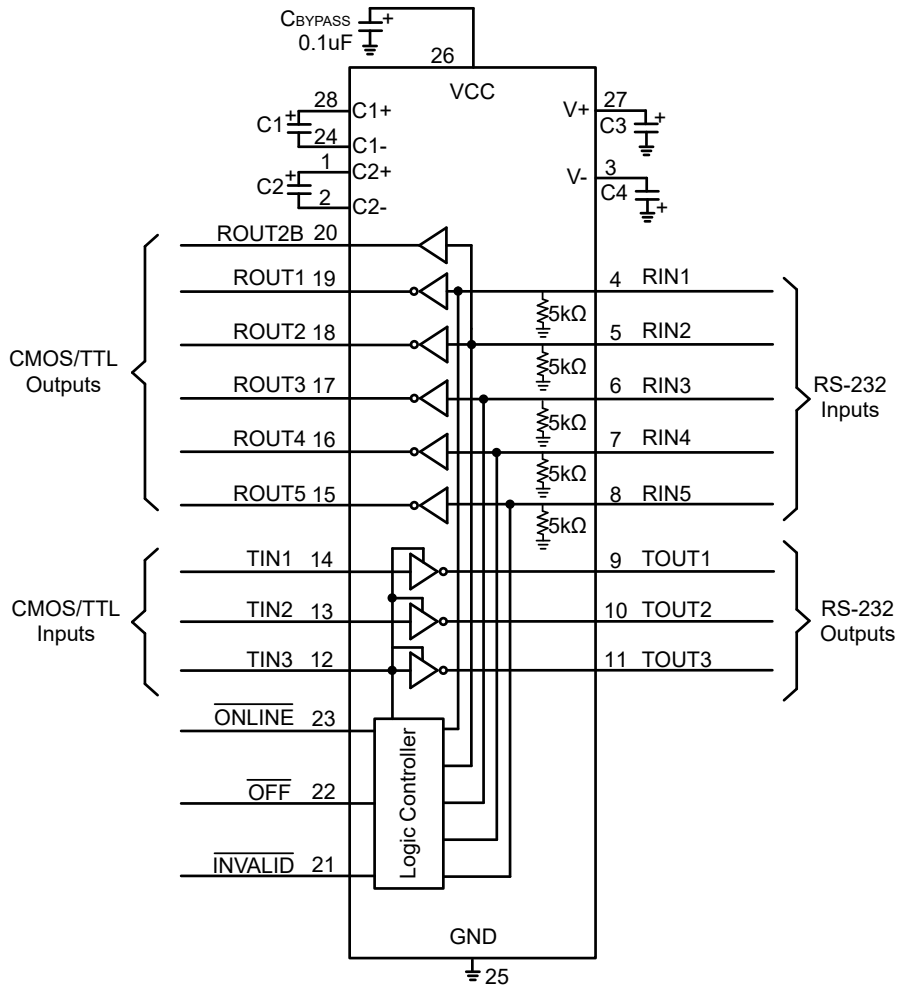 CBYPASS
0.1uF
26
VCC
28
C1+
C1
24
C1-
1
C2+
C2
2
C2-
V+
27
C3
V-
3
C4
ROUT2B 20
ROUT1 19
4 RIN1
5kΩ
ROUT2 18
5 RIN2
5kΩ
ROUT3 17
6 RIN3
5kΩ
ROUT4 16
7 RIN4
5kΩ
ROUT5 15
8 RIN5
5kΩ
CMOS/TTL
Outputs
RS-232
Inputs
TIN1 14
9 TOUT1
TIN2 13
10 TOUT2
TIN3 12
11 TOUT3
CMOS/TTL
Inputs
RS-232
Outputs
ONLINE 23
OFF 22
INVALID 21
Logic Controller
GND
25